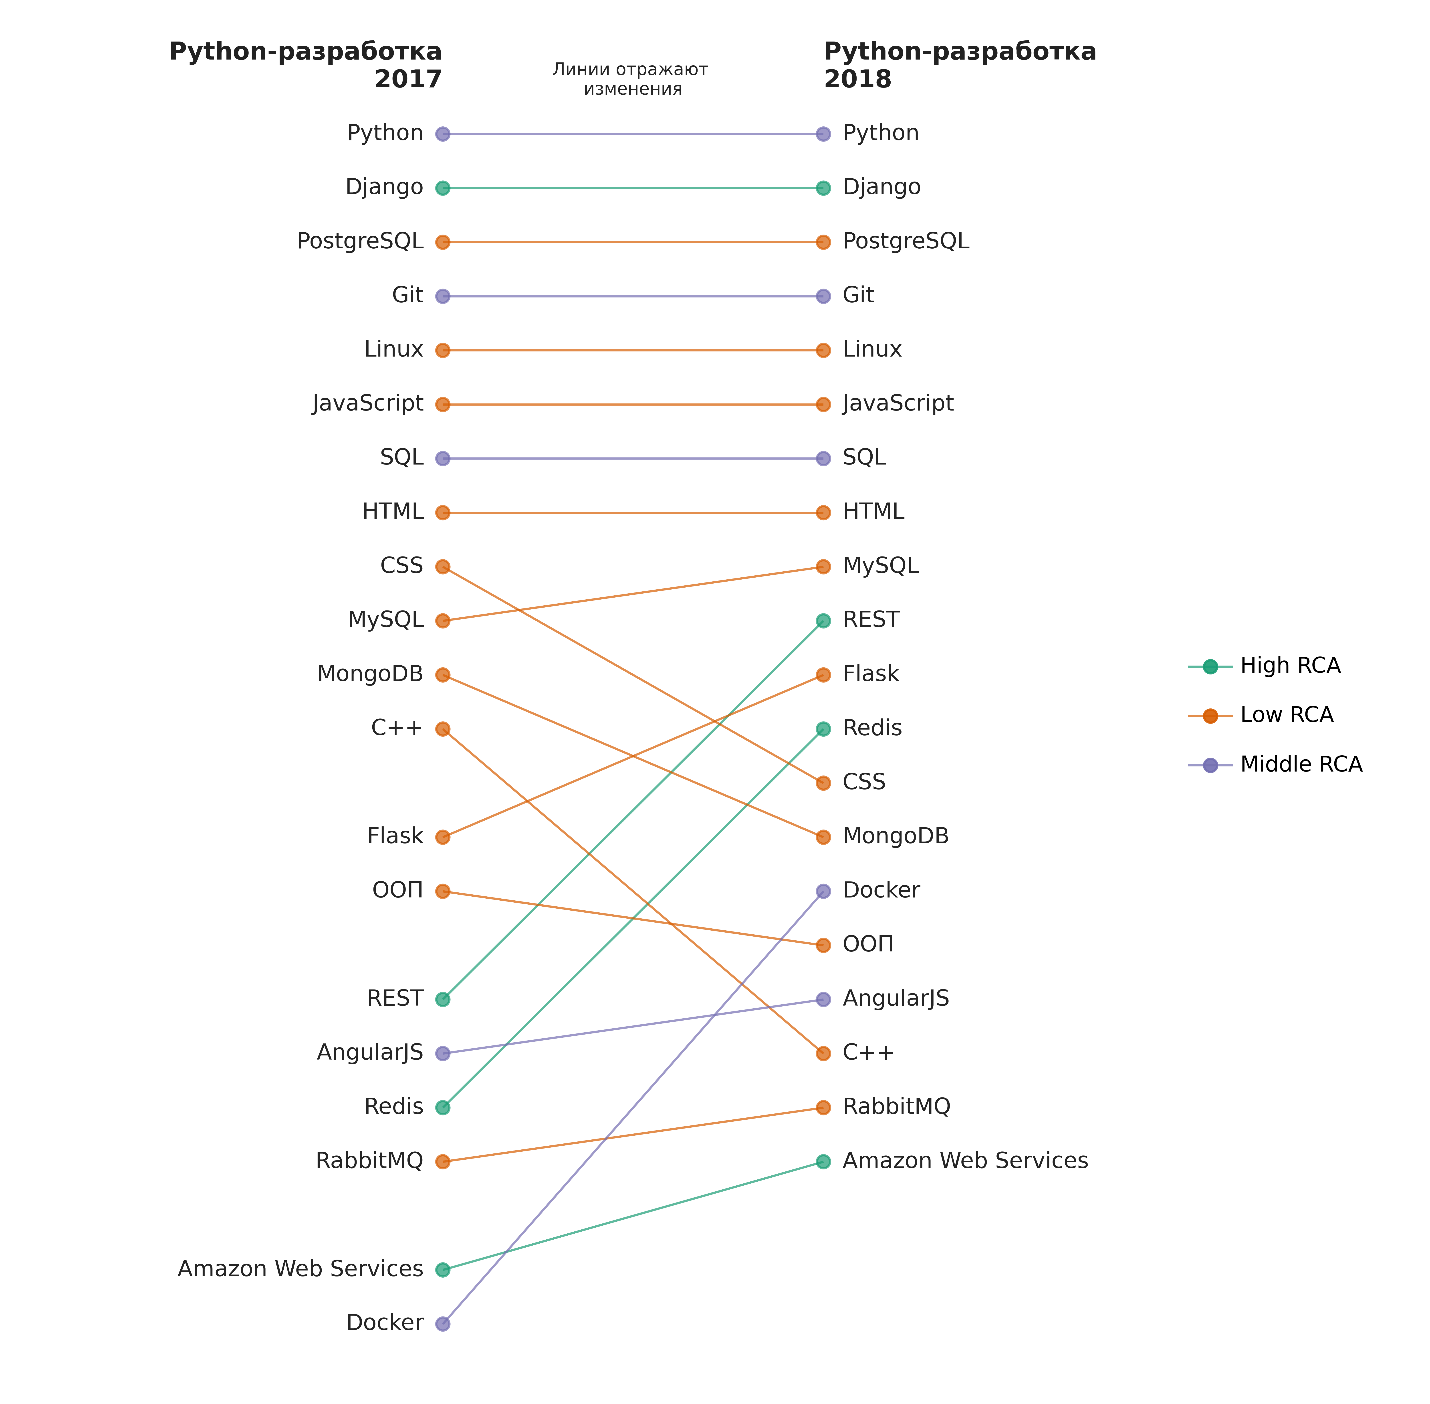 Python-разработка
2017
Линии отражают
изменения
Python-разработка
2018
Python
Django
PostgreSQL
Git
Linux
JavaScript
SQL
HTML
CSS
MySQL
MongoDB
C++
Flask
ООП
REST
AngularJS
Redis
RabbitMQ
Amazon Web Services
Docker
Python
Django
PostgreSQL
Git
Linux
JavaScript
SQL
HTML
MySQL
REST
Flask
Redis
CSS
MongoDB
Docker
ООП
AngularJS
C++
RabbitMQ
Amazon Web Services
High RCA
Low RCA
Middle RCA